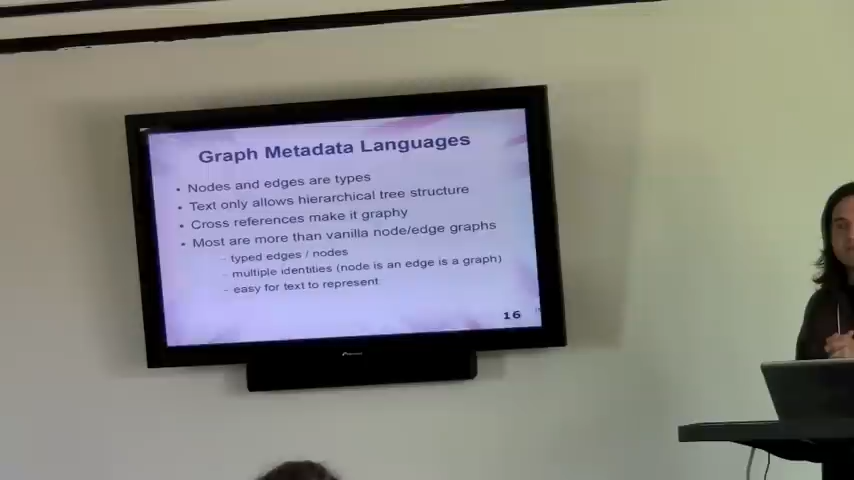 Graph Metadata Languages
• Nodes and edges are types
• Text only allows hierarchical tree structure
• Cross references make it graphy
• Most are more than vanilla node/edge graphs
- typed edges / nodes
- multiple identities (node is an edge is a graph)
- easy for text to represent
16